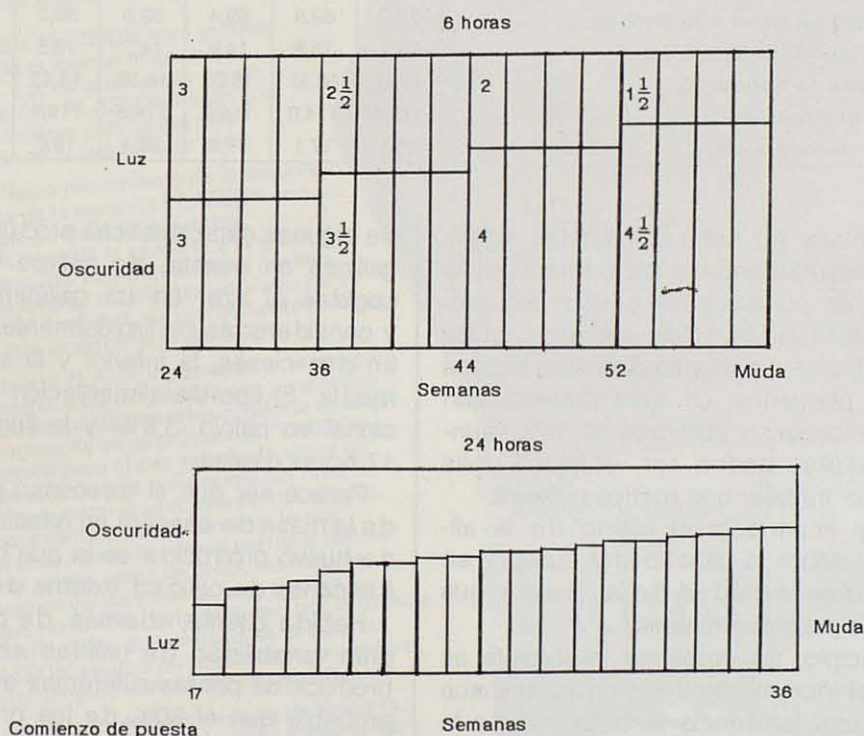 6 horas
3 2 1/2 2 1 1/2
Luz
3 3 1/2 4 4 1/2
Oscuridad
24 36 44 52 Muda
Semanas
24 horas
Oscuridad
Luz
Muda
17 36
Comienzo de puesta Semanas